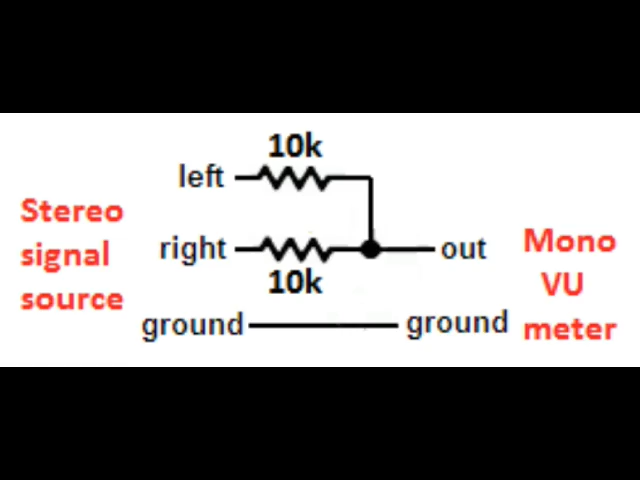 10k
left
Stereo
signal
source
right
out
10k
ground
ground
Mono
VU
meter